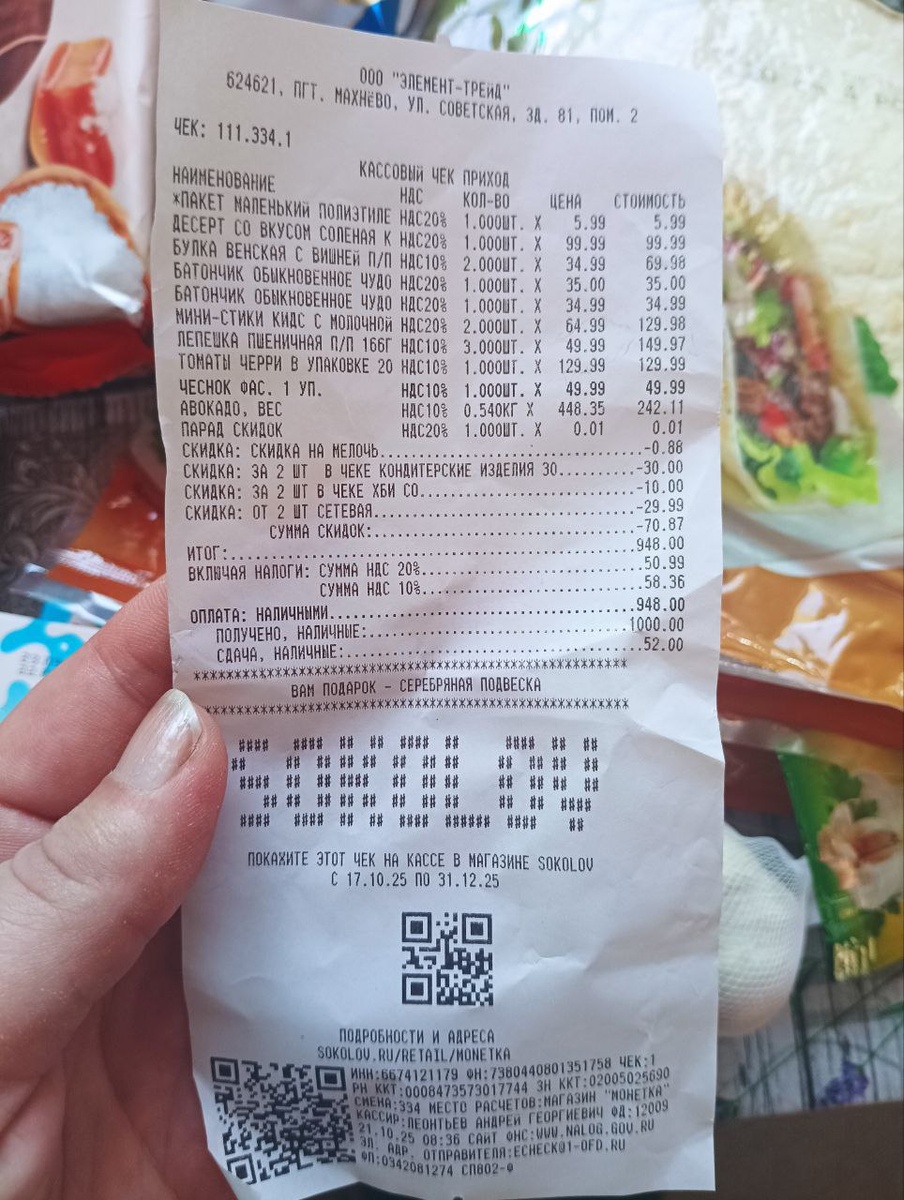 ООО "ЭЛЕМЕНТ-ТРЕЙД"
624621, ПГТ. МАХНЁВО, УЛ. СОВЕТСКАЯ, ЗД. 81, ПОМ. 2
ЧЕК: 111.334.1
КАССОВЫЙ ЧЕК ПРИХОД
НАИМЕНОВАНИЕ НДС КОЛ-ВО ЦЕНА СТОИМОСТЬ
*ПАКЕТ МАЛЕНЬКИЙ ПОЛИЭТИЛЕ НДС20% 1.000ШТ. X 5.99 5.99
ДЕСЕРТ СО ВКУСОМ СОЛЕНАЯ К НДС20% 1.000ШТ. X 99.99 99.99
БУЛКА ВЕНСКАЯ С ВИШНЕЙ П/П НДС10% 2.000ШТ. X 34.99 69.98
БАТОНЧИК ОБЫКНОВЕННОЕ ЧУДО НДС20% 1.000ШТ. X 35.00 35.00
БАТОНЧИК ОБЫКНОВЕННОЕ ЧУДО НДС20% 1.000ШТ. X 34.99 34.99
МИНИ-СТИКИ КИДС С МОЛОЧНОЙ НДС20% 2.000ШТ. X 64.99 129.98
ЛЕПЕШКА ПШЕНИЧНАЯ П/П 166Г НДС10% 3.000ШТ. X 49.99 149.97
ТОМАТЫ ЧЕРРИ В УПАКОВКЕ 20 НДС10% 1.000ШТ. X 129.99 129.99
ЧЕСНОК ФАС. 1 УП. НДС10% 1.000ШТ. X 49.99 49.99
АВОКАДО, ВЕС НДС10% 0.540КГ X 448.35 242.11
ПАРАД СКИДОК НДС20% 1.000ШТ. X 0.01 0.01
СКИДКА: СКИДКА НА МЕЛОЧЬ..............................-0.88
СКИДКА: ЗА 2 ШТ В ЧЕКЕ КОНДИТЕРСКИЕ ИЗДЕЛИЯ 30........-30.00
СКИДКА: ЗА 2 ШТ В ЧЕКЕ ХБИ СО.........................-10.00
СКИДКА: ОТ 2 ШТ СЕТЕВАЯ...............................-29.99
СУММА СКИДОК:..............................-70.87
ИТОГ:.................................................948.00
ВКЛЮЧАЯ НАЛОГИ: СУММА НДС 20%..........................50.99
СУММА НДС 10%..........................58.36
ОПЛАТА: НАЛИЧНЫМИ.....................................948.00
ПОЛУЧЕНО, НАЛИЧНЫЕ:................................1000.00
СДАЧА, НАЛИЧНЫЕ:.....................................52.00
ВАМ ПОДАРОК - СЕРЕБРЯНАЯ ПОДВЕСКА
SOKOLOV
ПОКАЖИТЕ ЭТОТ ЧЕК НА КАССЕ В МАГАЗИНЕ SOKOLOV
С 17.10.25 ПО 31.12.25
ПОДРОБНОСТИ И АДРЕСА
SOKOLOV.RU/RETAIL/MONETKA
ИНН:6674121179 ФН:7380440801351758 ЧЕК:1
РН ККТ:0008473573017744 ЗН ККТ:02005025690
СМЕНА:334 МЕСТО РАСЧЕТОВ:МАГАЗИН "МОНЕТКА"
КАССИР:ЛЕОНТЬЕВ АНДРЕЙ ГЕОРГИЕВИЧ ФД:12009
21.10.25 08:36 САЙТ ФНС:WWW.NALOG.GOV.RU
ЭЛ. АДР. ОТПРАВИТЕЛЯ:ECHECK@1-OFD.RU
ФП:0342081274 СП802-Ф